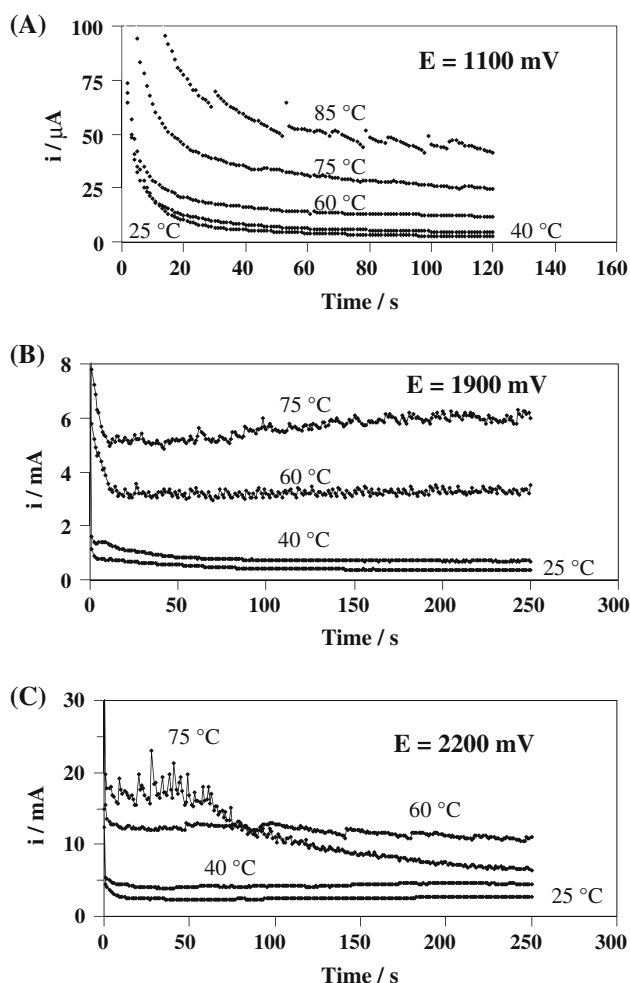 (A)
E = 1100 mV
100
75
50
25
0
i / µA
85 °C
75 °C
60 °C
25 °C
40 °C
0 20 40 60 80 100 120 140 160
Time / s
(B)
E = 1900 mV
8
6
4
2
0
i / mA
75 °C
60 °C
40 °C
25 °C
0 50 100 150 200 250 300
Time / s
(C)
E = 2200 mV
30
20
10
0
i / mA
75 °C
60 °C
40 °C
25 °C
0 50 100 150 200 250 300
Time / s